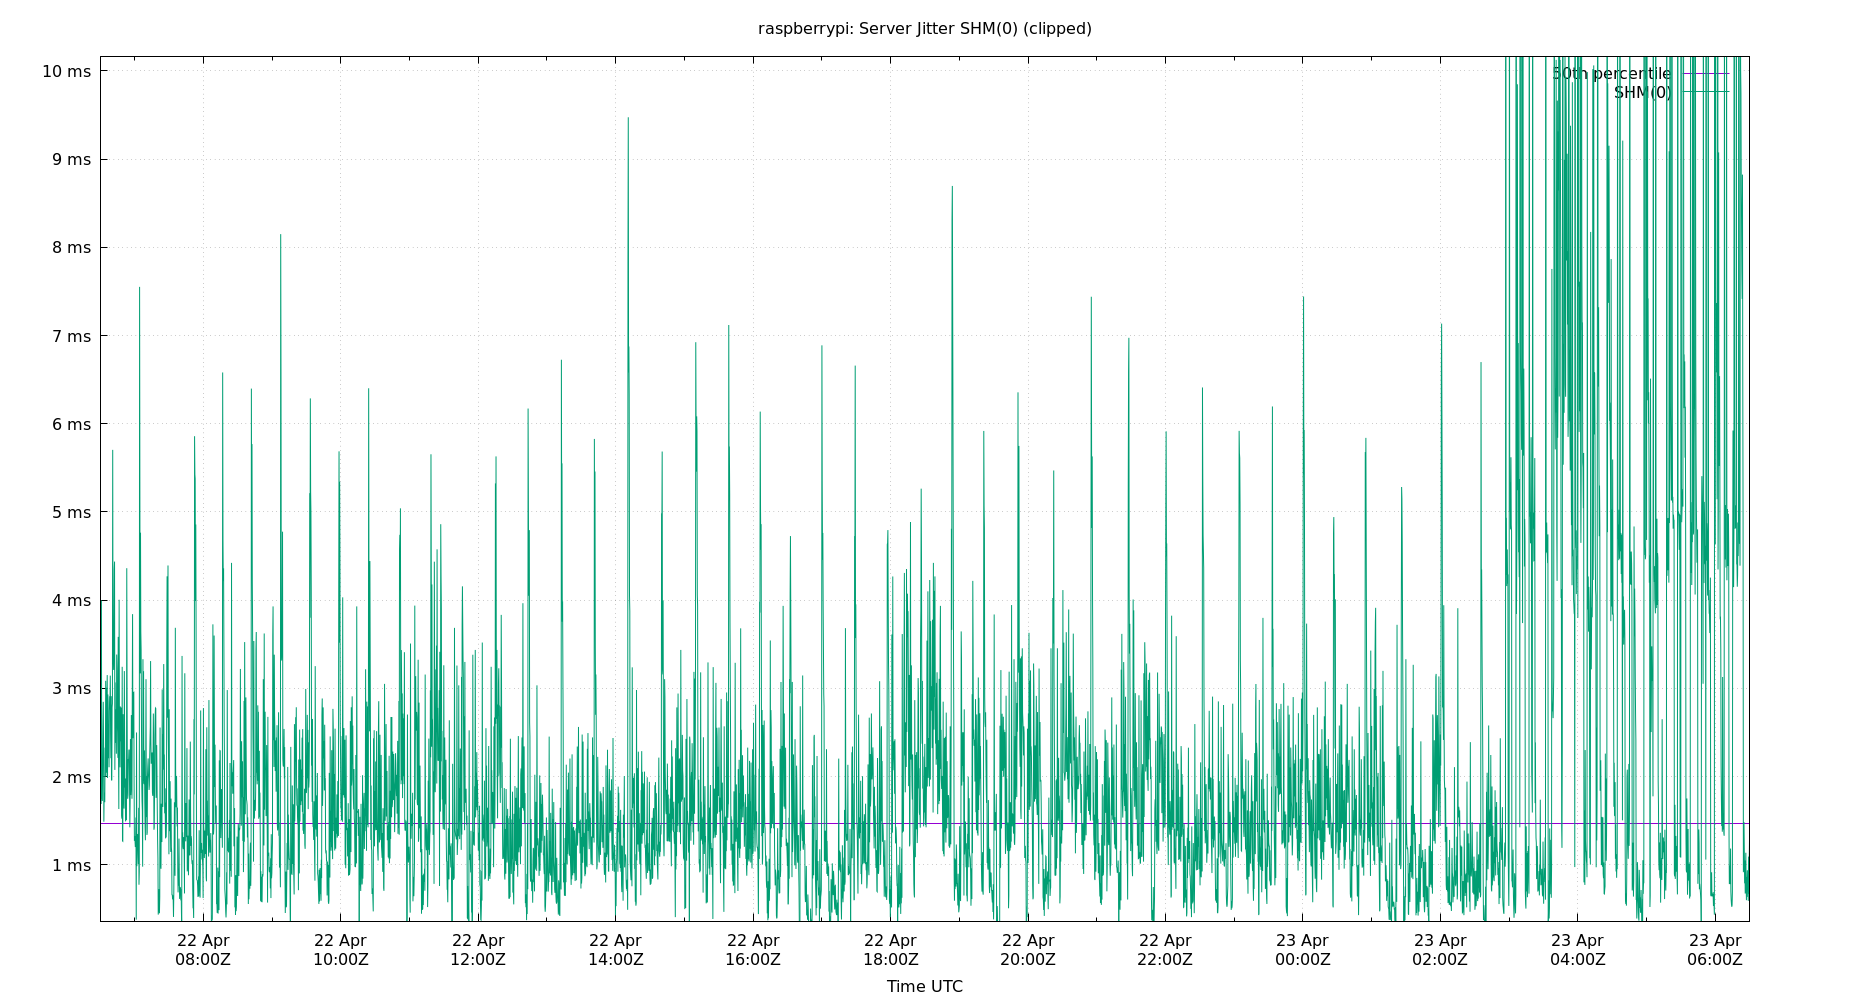 raspberrypi: Server Jitter SHM(0) (clipped)
10 ms
50th percentile
SHM(0)
9 ms
8 ms
7 ms
6 ms
5 ms
4 ms
3 ms
2 ms
1 ms
22 Apr 22 Apr 22 Apr 22 Apr 22 Apr 22 Apr 22 Apr 22 Apr 23 Apr 23 Apr 23 Apr 23 Apr
08:00Z 10:00Z 12:00Z 14:00Z 16:00Z 18:00Z 20:00Z 22:00Z 00:00Z 02:00Z 04:00Z 06:00Z
Time UTC